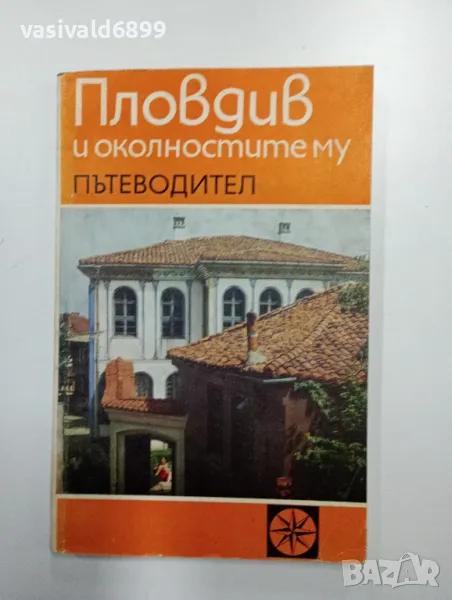 vasivald6899
Пловдив
и околностите му
ПЪТЕВОДИТЕЛ
BAZAR